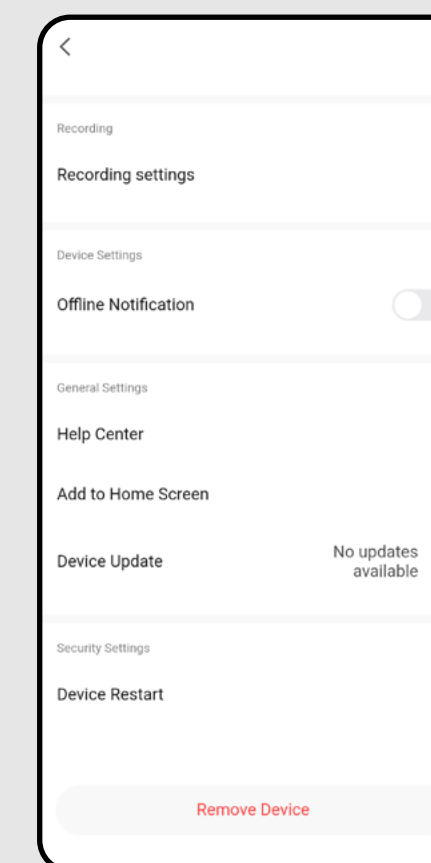 Recording
Recording settings
Device Settings
Offline Notification
General Settings
Help Center
Add to Home Screen
Device Update
No updates
available
Security Settings
Device Restart
Remove Device